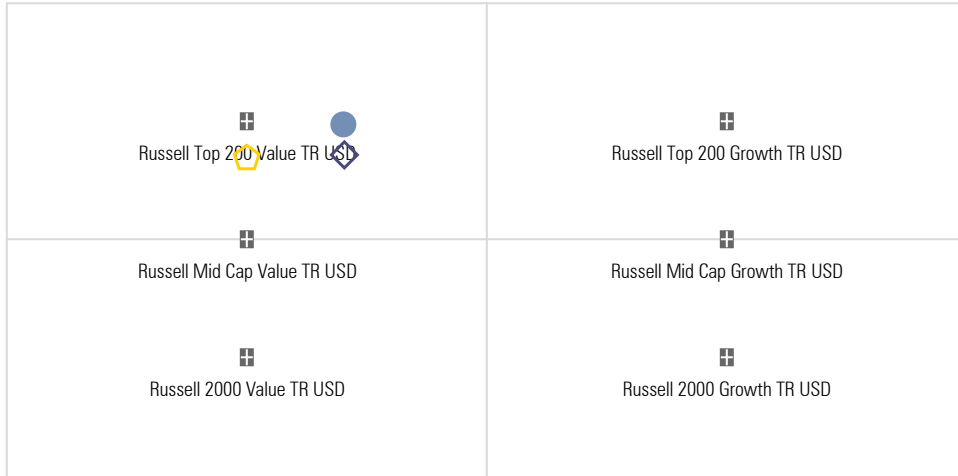 Russell Top 200 Value TR USD
Russell Top 200 Growth TR USD
Russell Mid Cap Value TR USD
Russell Mid Cap Growth TR USD
Russell 2000 Value TR USD
Russell 2000 Growth TR USD